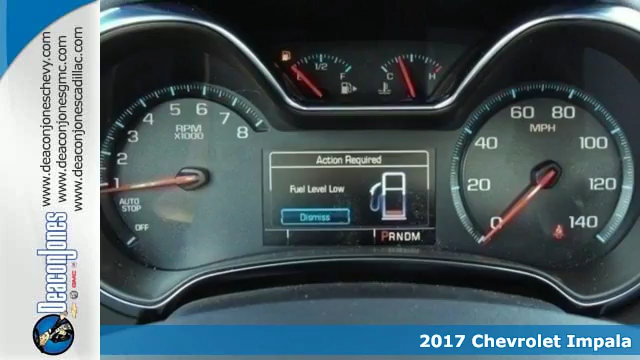 www.deaconjoneschevy.com
www.deaconjonesgmc.com
www.deaconjonescadillac.com
DeaconJones
GMC
E 1/2 F
C H
1 2 3 4 5 6 7 8
RPM
X1000
AUTO
STOP
OFF
Action Required
Fuel Level Low
Dismiss
PRNDM
0 20 40 60 80 100 120 140
MPH
2017 Chevrolet Impala